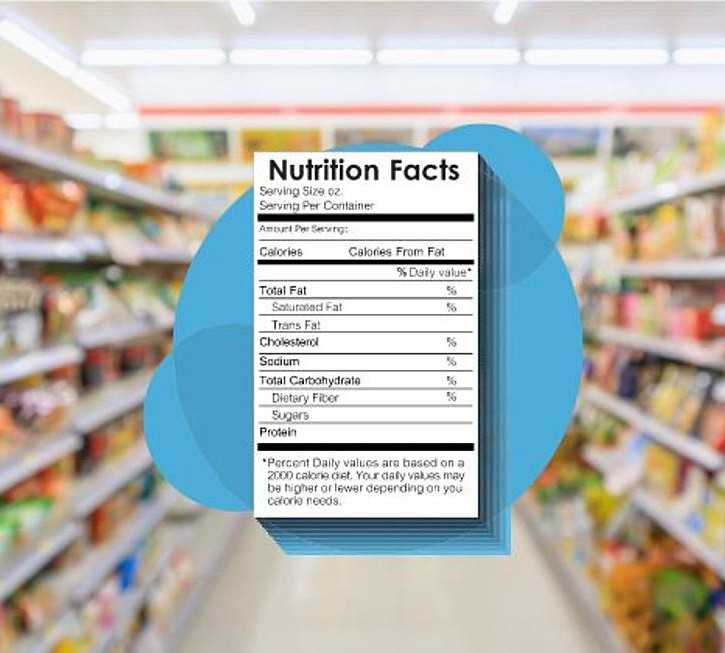 Nutrition Facts
Serving Size oz.
Serving Per Container
Amount Per Serving:
Calories Calories From Fat
% Daily value*
Total Fat %
Saturated Fat %
Trans Fat
Cholesterol %
Sodium %
Total Carbohydrate %
Dietary Fiber %
Sugars
Protein
*Percent Daily values are based on a
2000 calorie diet. Your daily values may
be higher or lewer depending on you
calorie needs.